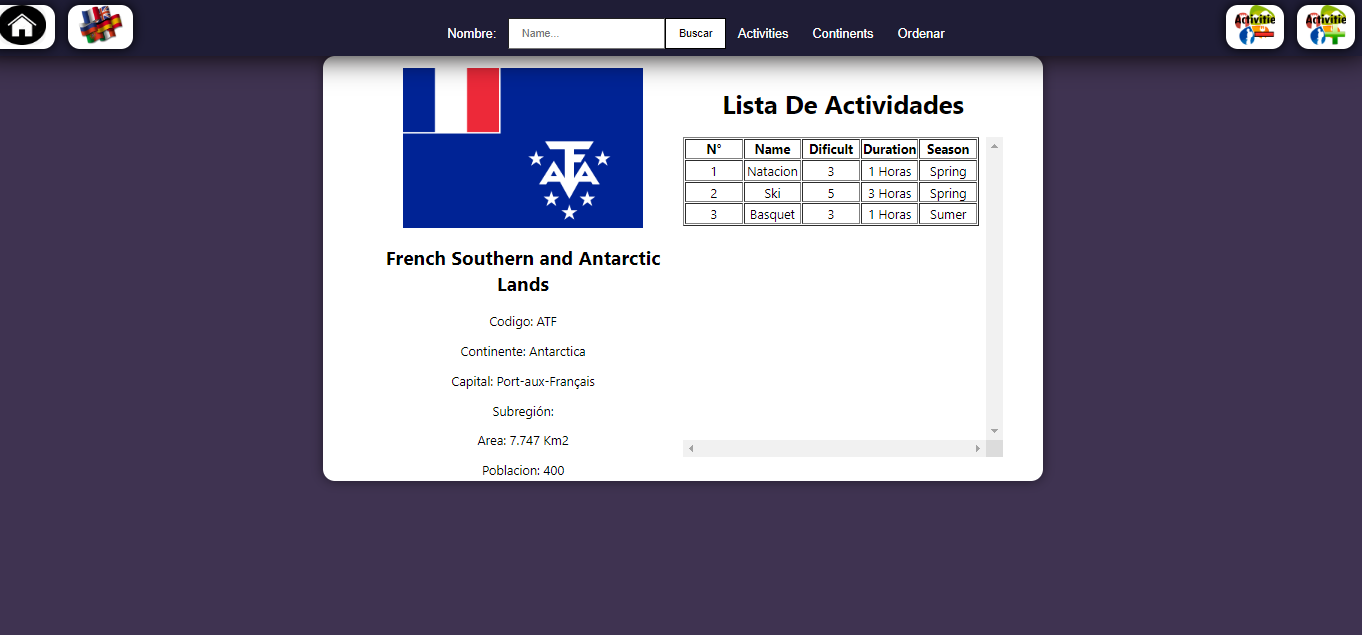 Nombre: Name... Buscar Activities Continents Ordenar
Activitie Activitie
TFAA
French Southern and Antarctic
Lands
Codigo: ATF
Continente: Antarctica
Capital: Port-aux-Français
Subregión:
Area: 7.747 Km2
Poblacion: 400
Lista De Actividades
N° Name Dificult Duration Season
1 Natacion 3 1 Horas Spring
2 Ski 5 3 Horas Spring
3 Basquet 3 1 Horas Sumer